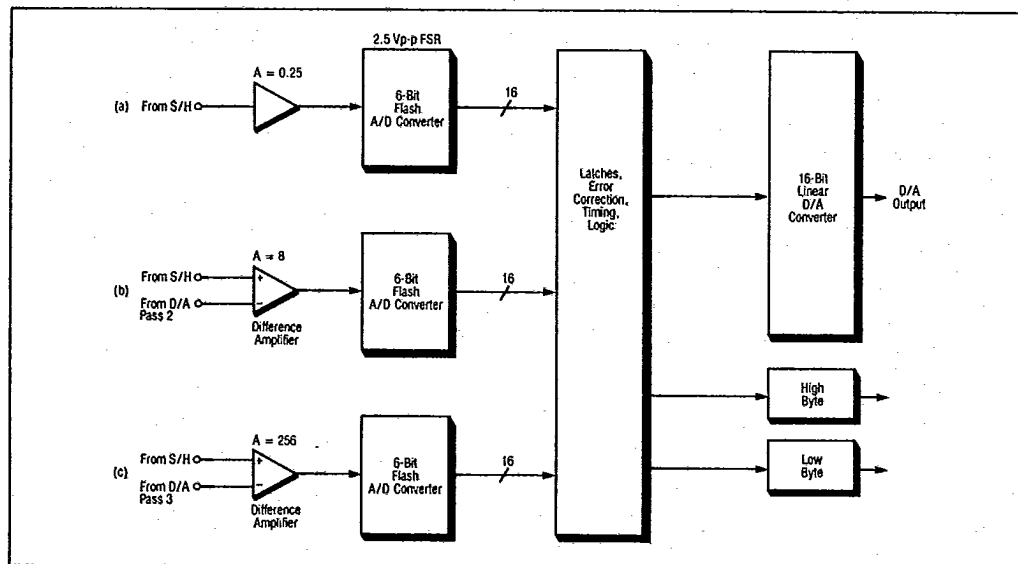 2.5 Vp-p FSR
A = 0.25
(a) From S/H
6-Bit
Flash
A/D Converter
16
Latches,
Error
Correction,
Timing,
Logic
16-Bit
Linear
D/A
Converter
D/A
Output
A = 8
(b)
From S/H
+
From D/A
Pass 2
−
Difference
Amplifier
6-Bit
Flash
A/D Converter
16
High
Byte
A = 256
(c)
From S/H
+
From D/A
Pass 3
−
Difference
Amplifier
6-Bit
Flash
A/D Converter
16
Low
Byte